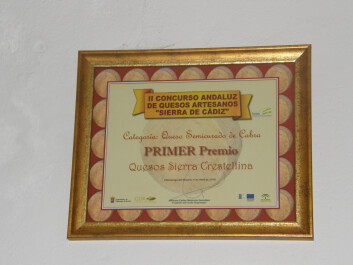 II CONCURSO ANDALUZ
DE QUESOS ARTESANOS
"SIERRA DE CÁDIZ"
Categoría: Queso Semicurado de Cabra
PRIMER Premio
Quesos Sierra Crestellina